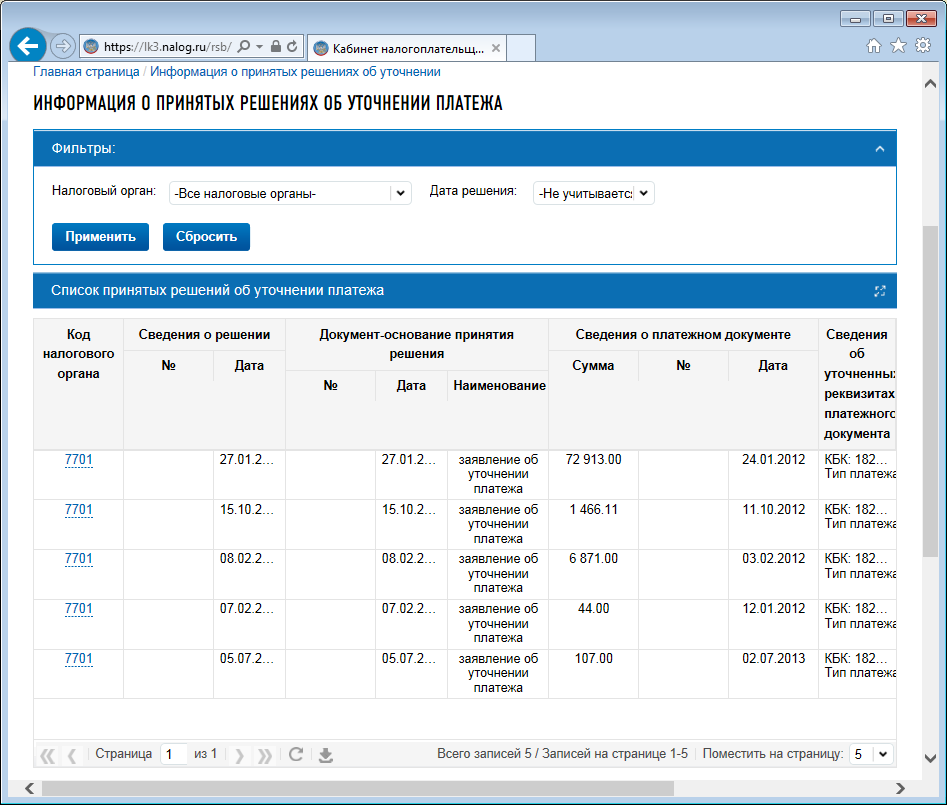 https://lk3.nalog.ru/rsb/
Кабинет налогоплательщ...
Главная страница / Информация о принятых решениях об уточнении
ИНФОРМАЦИЯ О ПРИНЯТЫХ РЕШЕНИЯХ ОБ УТОЧНЕНИИ ПЛАТЕЖА
Фильтры:
Налоговый орган: -Все налоговые органы- Дата решения: -Не учитываетс
Применить Сбросить
Список принятых решений об уточнении платежа
Код налогового органа
Сведения о решении
№ Дата
Документ-основание принятия решения
№ Дата Наименование
Сведения о платежном документе
Сумма № Дата
Сведения
об
уточненных
реквизитах
платежного
документа
7701 27.01.2... 27.01.2... заявление об 72 913.00 24.01.2012 КБК: 182...
уточнении Тип платежа
платежа
7701 15.10.2... 15.10.2... заявление об 1 466.11 11.10.2012 КБК: 182...
уточнении Тип платежа
платежа
7701 08.02.2... 08.02.2... заявление об 6 871.00 03.02.2012 КБК: 182...
уточнении Тип платежа
платежа
7701 07.02.2... 07.02.2... заявление об 44.00 12.01.2012 КБК: 182...
уточнении Тип платежа
платежа
7701 05.07.2... 05.07.2... заявление об 107.00 02.07.2013 КБК: 182...
уточнении Тип платежа
платежа
Страница 1 из 1 Всего записей 5 / Записей на странице 1-5 Поместить на страницу: 5